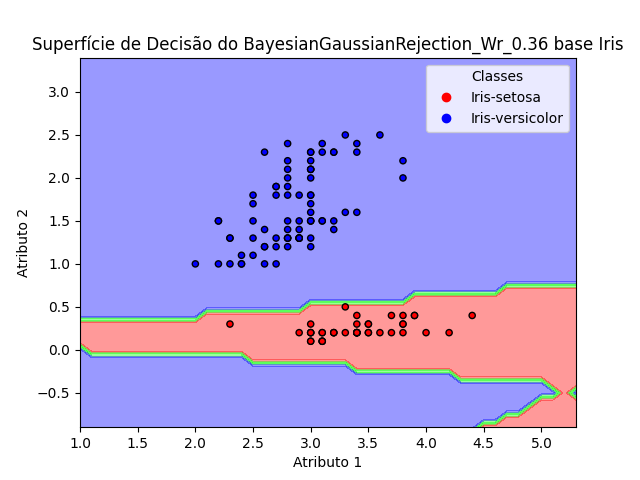 Superfície de Decisão do BayesianGaussianRejection_Wr_0.36 base Iris
Classes
Iris-setosa
Iris-versicolor
3.0
2.5
2.0
1.5
1.0
0.5
0.0
−0.5
Atributo 2
1.0 1.5 2.0 2.5 3.0 3.5 4.0 4.5 5.0
Atributo 1